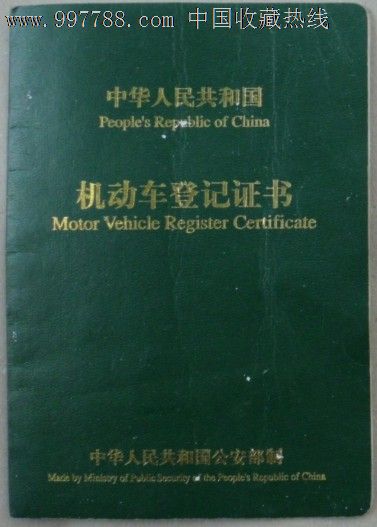 www.997788.com 中国收藏热线
中华人民共和国
People's Republic of China
机动车登记证书
Motor Vehicle Register Certificate
中华人民共和国公安部制
Made by Ministry of Public Security of the People's Republic of China